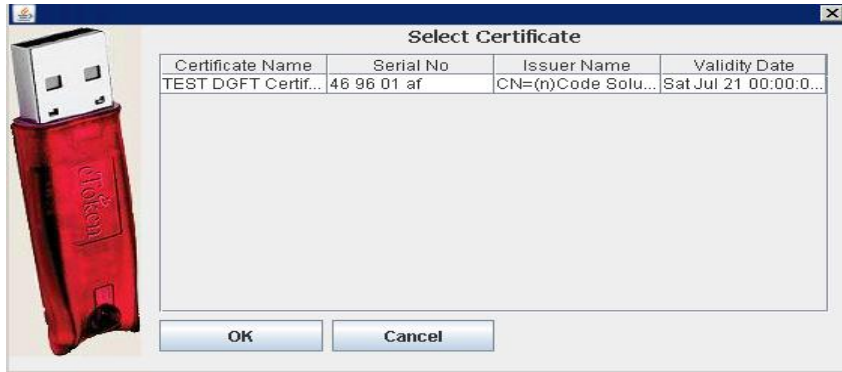 Select Certificate
Certificate Name Serial No Issuer Name Validity Date
TEST DGFT Certif... 46 96 01 af CN=(n)Code Solu... Sat Jul 21 00:00:0...
eToken
OK Cancel